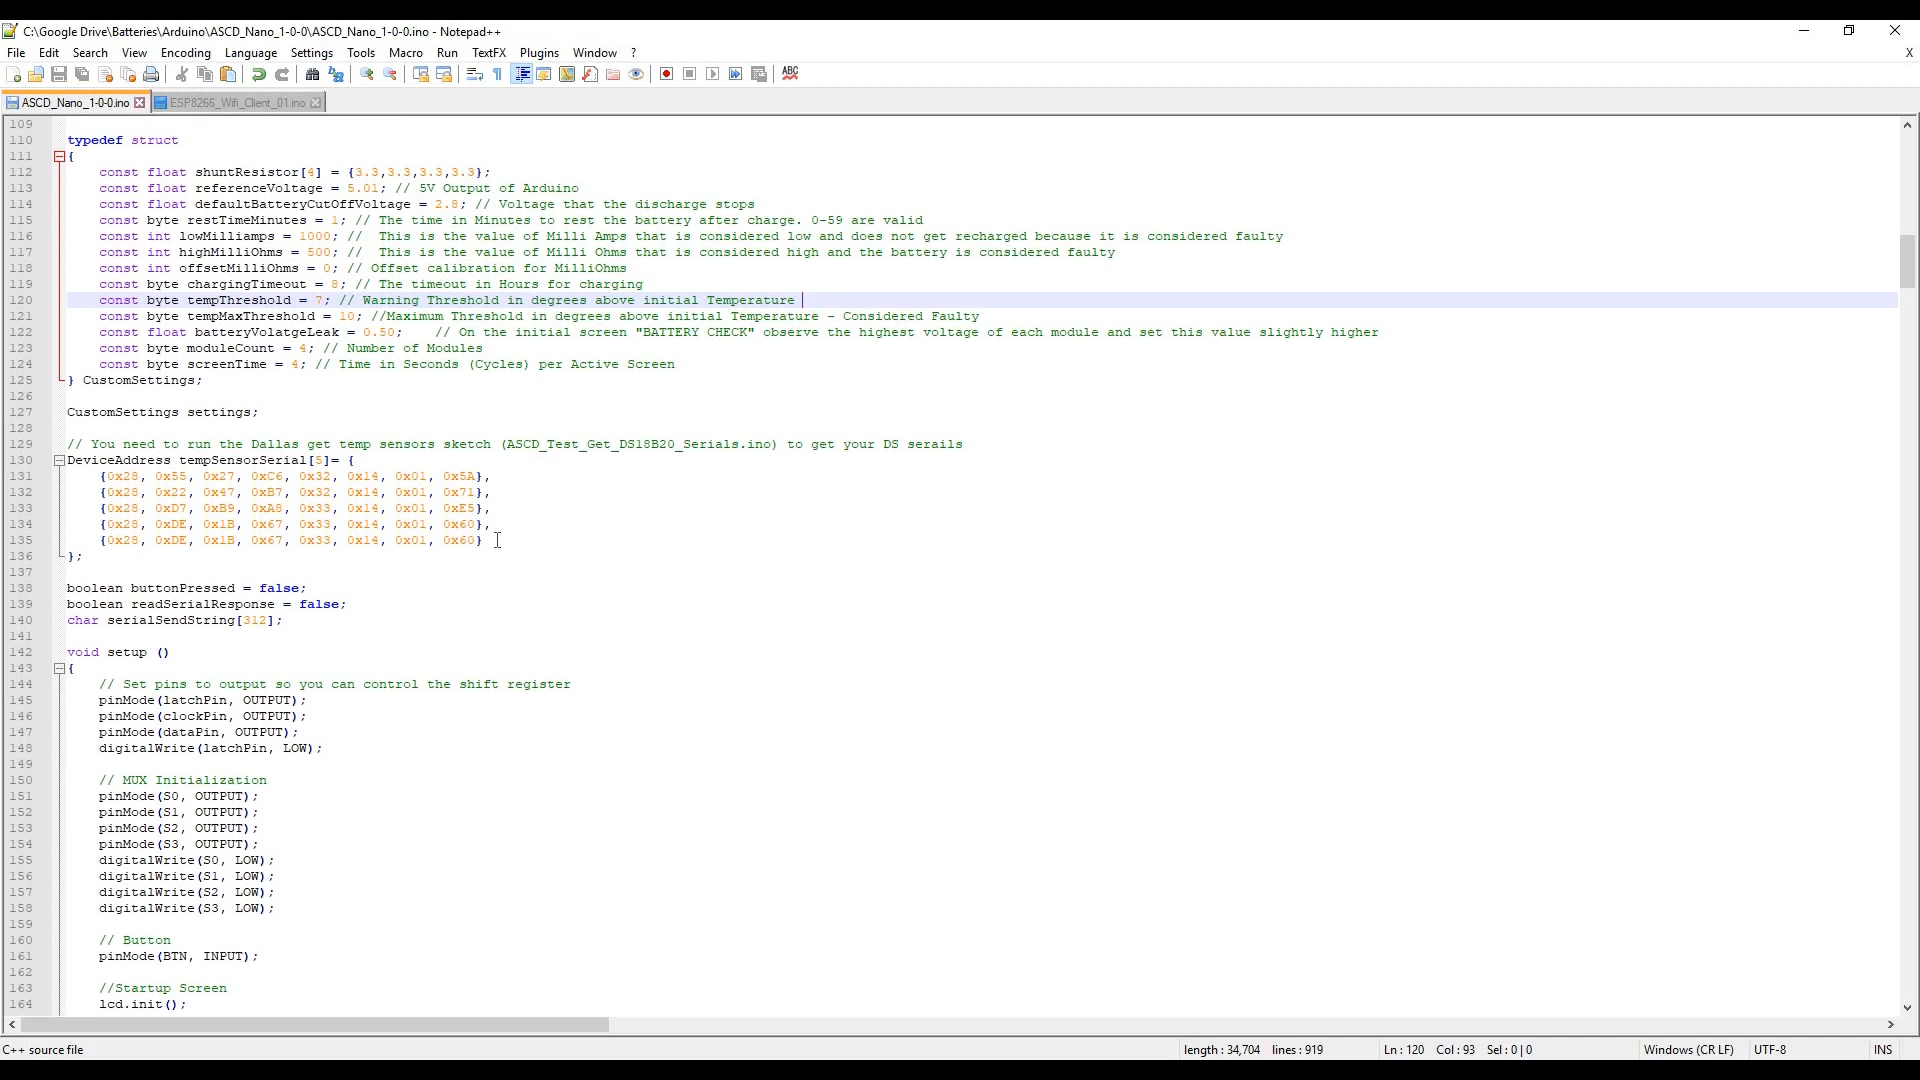 C:\Google Drive\Batteries\Arduino\ASCD_Nano_1-0-0\ASCD_Nano_1-0-0.ino - Notepad++
File Edit Search View Encoding Language Settings Tools Macro Run TextFX Plugins Window ? X
ABC
ASCD_Nano_1-0-0.ino ESP8266_Wifi_Client_01.ino
109
110 typedef struct
111 {
112 const float shuntResistor[4] = {3.3,3.3,3.3,3.3};
113 const float referenceVoltage = 5.01; // 5V Output of Arduino
114 const float defaultBatteryCutOffVoltage = 2.8; // Voltage that the discharge stops
115 const byte restTimeMinutes = 1; // The time in Minutes to rest the battery after charge. 0-59 are valid
116 const int lowMilliamps = 1000; //  This is the value of Milli Amps that is considered low and does not get recharged because it is considered faulty
117 const int highMilliOhms = 500; //  This is the value of Milli Ohms that is considered high and the battery is considered faulty
118 const int offsetMilliOhms = 0; // Offset calibration for MilliOhms
119 const byte chargingTimeout = 8; // The timeout in Hours for charging
120 const byte tempThreshold = 7; // Warning Threshold in degrees above initial Temperature
121 const byte tempMaxThreshold = 10; //Maximum Threshold in degrees above initial Temperature - Considered Faulty
122 const float batteryVolatgeLeak = 0.50;    // On the initial screen "BATTERY CHECK" observe the highest voltage of each module and set this value slightly higher
123 const byte moduleCount = 4; // Number of Modules
124 const byte screenTime = 4; // Time in Seconds (Cycles) per Active Screen
125 } CustomSettings;
126
127 CustomSettings settings;
128
129 // You need to run the Dallas get temp sensors sketch (ASCD_Test_Get_DS18B20_Serials.ino) to get your DS serails
130 DeviceAddress tempSensorSerial[5]= {
131 {0x28, 0x55, 0x27, 0xC6, 0x32, 0x14, 0x01, 0x5A},
132 {0x28, 0x22, 0x47, 0xB7, 0x32, 0x14, 0x01, 0x71},
133 {0x28, 0xD7, 0xB9, 0xA8, 0x33, 0x14, 0x01, 0xE5},
134 {0x28, 0xDE, 0x1B, 0x67, 0x33, 0x14, 0x01, 0x60},
135 {0x28, 0xDE, 0x1B, 0x67, 0x33, 0x14, 0x01, 0x60}
136 };
137
138 boolean buttonPressed = false;
139 boolean readSerialResponse = false;
140 char serialSendString[312];
141
142 void setup ()
143 {
144 // Set pins to output so you can control the shift register
145 pinMode(latchPin, OUTPUT);
146 pinMode(clockPin, OUTPUT);
147 pinMode(dataPin, OUTPUT);
148 digitalWrite(latchPin, LOW);
149
150 // MUX Initialization
151 pinMode(S0, OUTPUT);
152 pinMode(S1, OUTPUT);
153 pinMode(S2, OUTPUT);
154 pinMode(S3, OUTPUT);
155 digitalWrite(S0, LOW);
156 digitalWrite(S1, LOW);
157 digitalWrite(S2, LOW);
158 digitalWrite(S3, LOW);
159
160 // Button
161 pinMode(BTN, INPUT);
162
163 //Startup Screen
164 lcd.init();
C++ source file length : 34,704 lines : 919 Ln : 120 Col : 93 Sel : 0 | 0 Windows (CR LF) UTF-8 INS